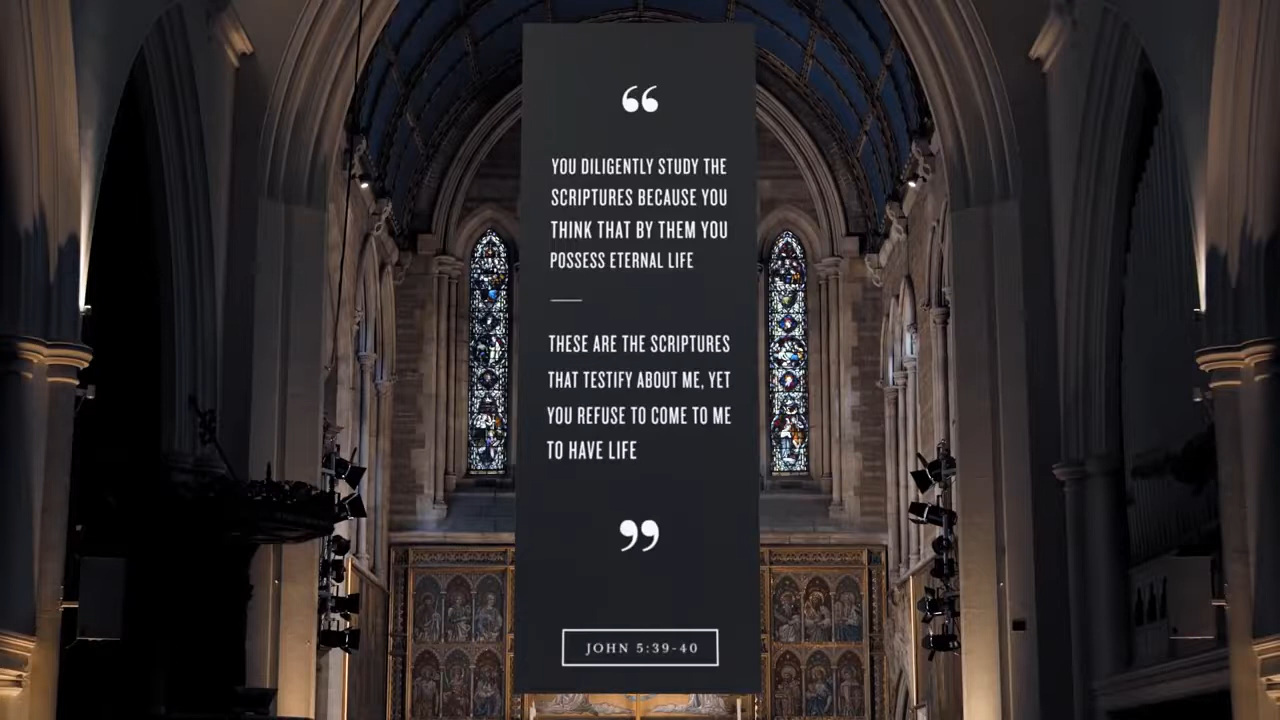 “
YOU DILIGENTLY STUDY THE
SCRIPTURES BECAUSE YOU
THINK THAT BY THEM YOU
POSSESS ETERNAL LIFE
THESE ARE THE SCRIPTURES
THAT TESTIFY ABOUT ME, YET
YOU REFUSE TO COME TO ME
TO HAVE LIFE
”
JOHN 5:39-40